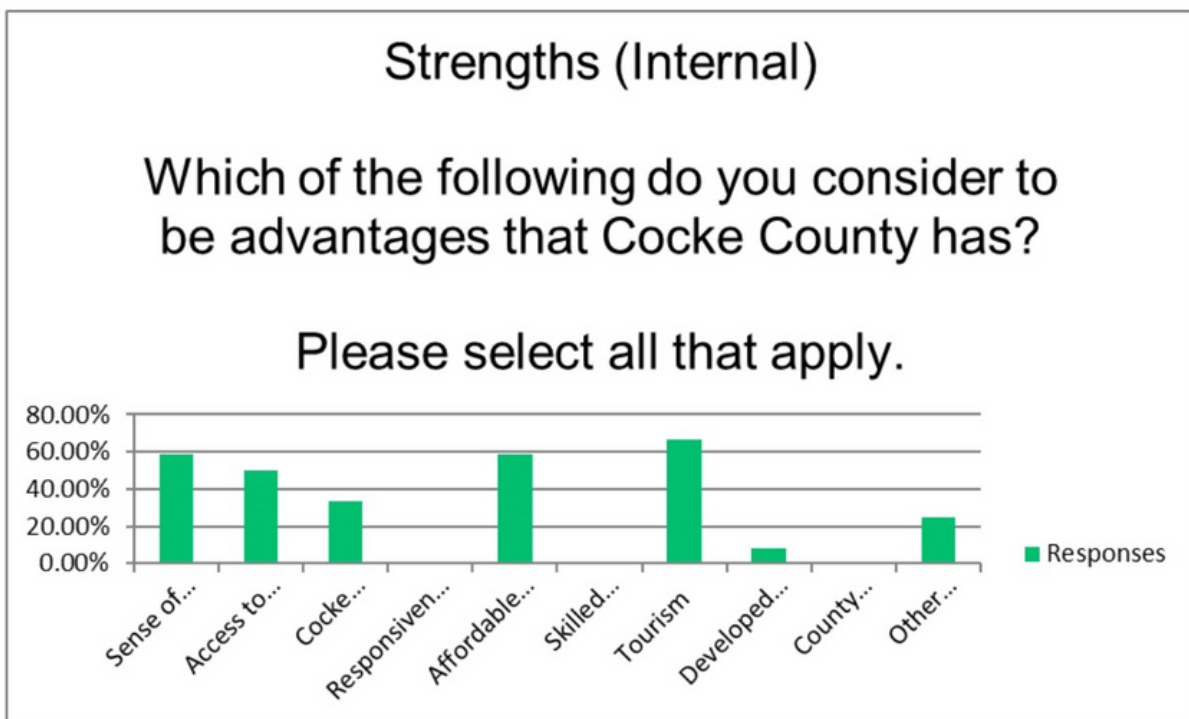 Strengths (Internal)
Which of the following do you consider to
be advantages that Cocke County has?
Please select all that apply.
80.00%
60.00%
40.00%
20.00%
0.00%
Sense of...
Access to...
Cocke...
Responsiven...
Affordable...
Skilled...
Tourism
Developed...
County...
Other...
Responses